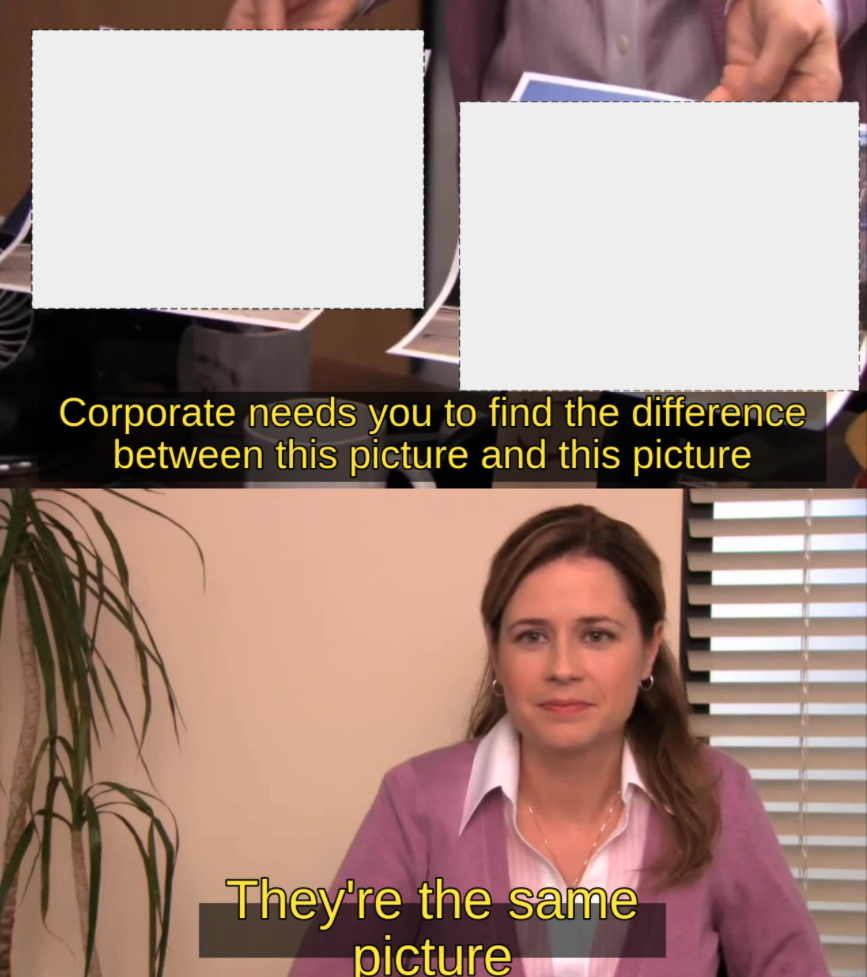 Corporate needs you to find the difference
between this picture and this picture
They're the same
picture